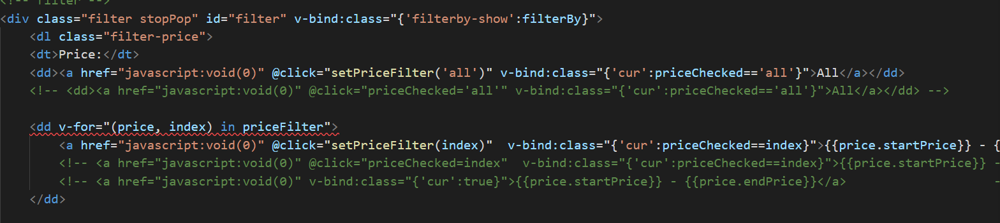 <!-- filter -->
<div class="filter stopPop" id="filter" v-bind:class="{'filterby-show':filterBy}">
<dl class="filter-price">
<dt>Price:</dt>
<dd><a href="javascript:void(0)" @click="setPriceFilter('all')" v-bind:class="{'cur':priceChecked=='all'}">All</a></dd>
<!-- <dd><a href="javascript:void(0)" @click="priceChecked='all'" v-bind:class="{'cur':priceChecked=='all'}">All</a></dd> -->
<dd v-for="(price, index) in priceFilter">
<a href="javascript:void(0)" @click="setPriceFilter(index)"  v-bind:class="{'cur':priceChecked==index}">{{price.startPrice}} - {
<!-- <a href="javascript:void(0)" @click="priceChecked=index"  v-bind:class="{'cur':priceChecked==index}">{{price.startPrice}} -
<!-- <a href="javascript:void(0)" v-bind:class="{'cur':true}">{{price.startPrice}} - {{price.endPrice}}</a> -
</dd>